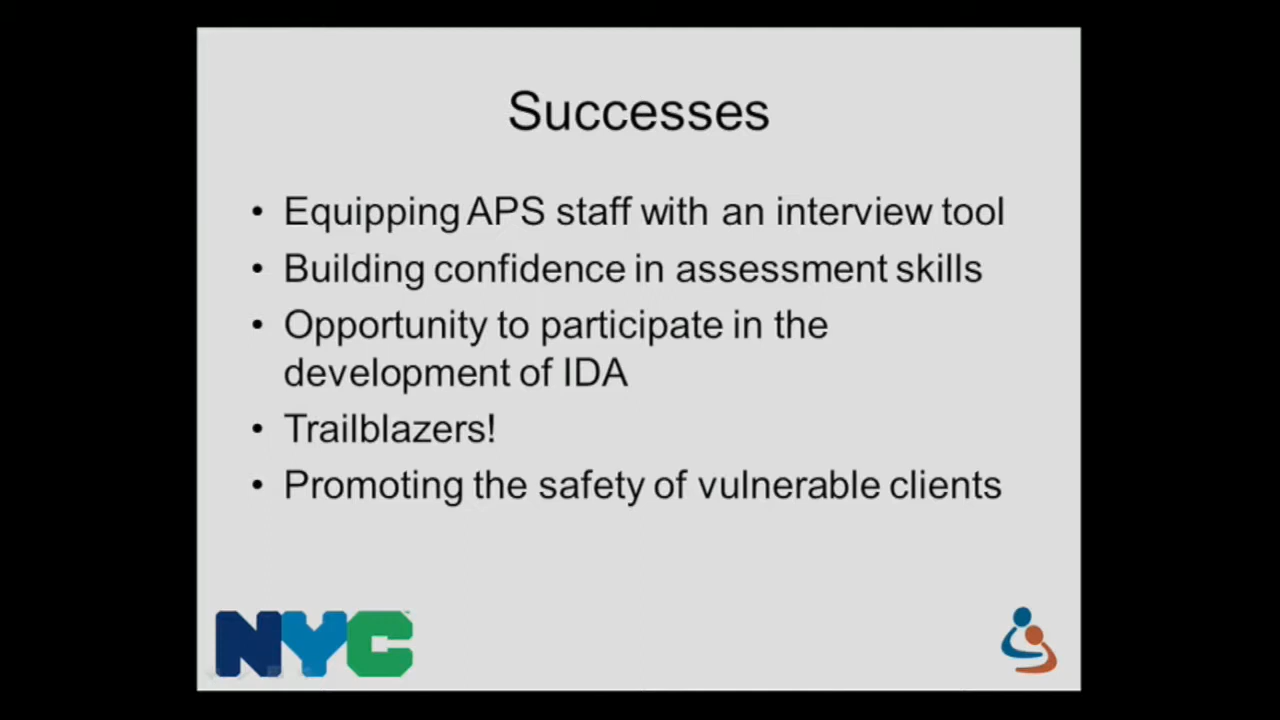 Successes
• Equipping APS staff with an interview tool
• Building confidence in assessment skills
• Opportunity to participate in the
development of IDA
• Trailblazers!
• Promoting the safety of vulnerable clients
NYC